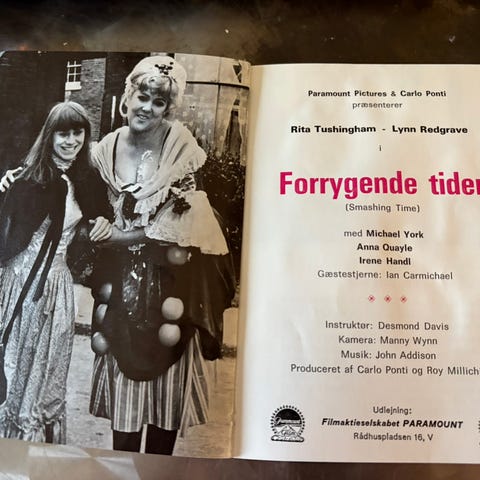 Paramount Pictures & Carlo Ponti
præsenterer
Rita Tushingham - Lynn Redgrave
i
Forrygende tider
(Smashing Time)
med Michael York
Anna Quayle
Irene Handl
Gæstestjerne: Ian Carmichael
Instruktør: Desmond Davis
Kamera: Manny Wynn
Musik: John Addison
Produceret af Carlo Ponti og Roy Millich
Udlejning:
Filmaktieselskabet PARAMOUNT
Rådhuspladsen 16, V
Paramount